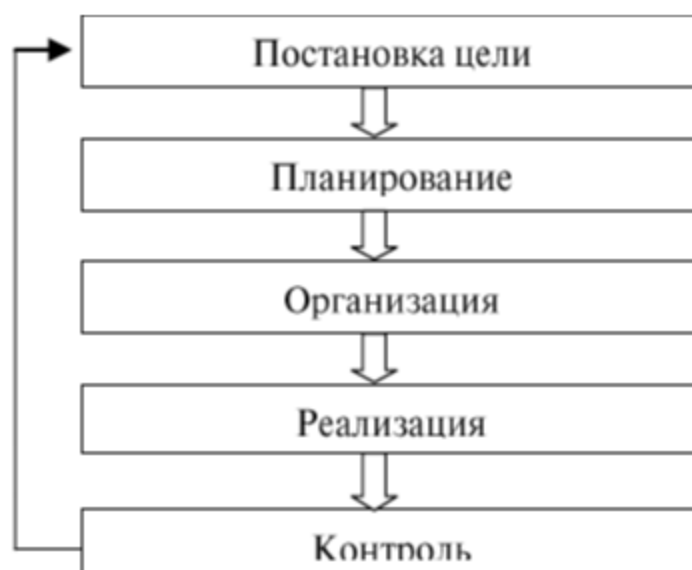 Постановка цели
Планирование
Организация
Реализация
Контроль